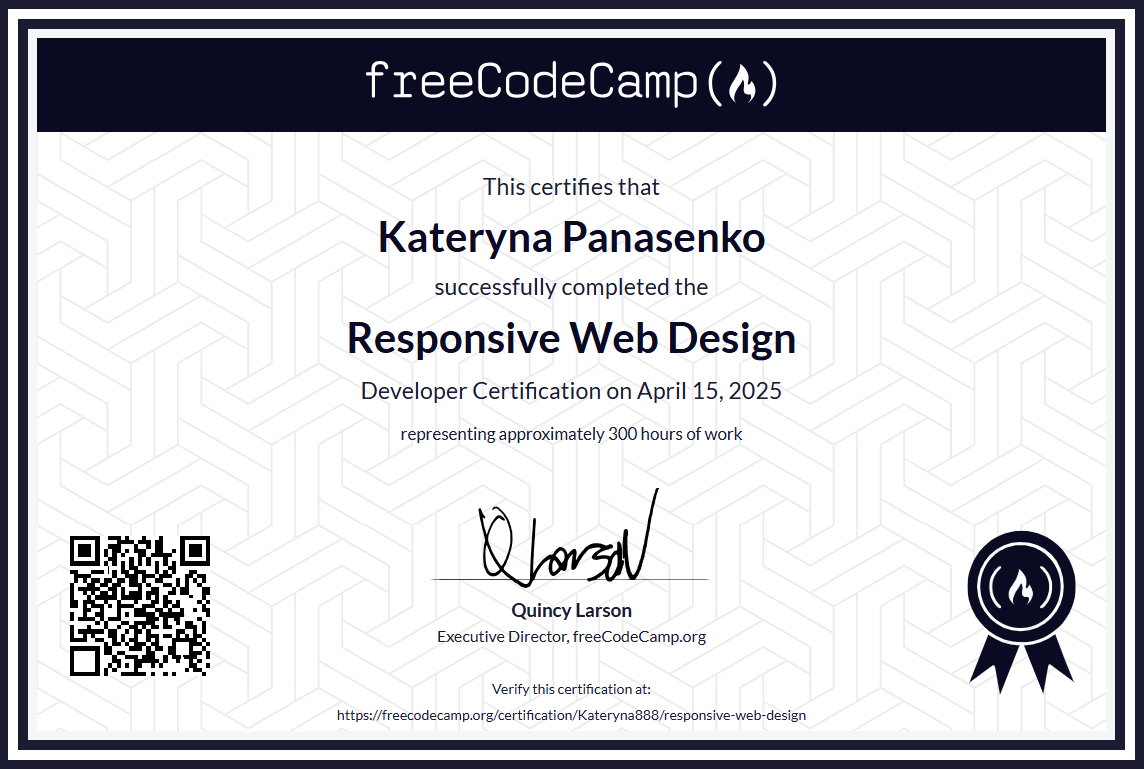 freeCodeCamp
This certifies that
Kateryna Panasenko
successfully completed the
Responsive Web Design
Developer Certification on April 15, 2025
representing approximately 300 hours of work
Quincy Larson
Executive Director, freeCodeCamp.org
Verify this certification at:
https://freecodecamp.org/certification/Kateryna888/responsive-web-design